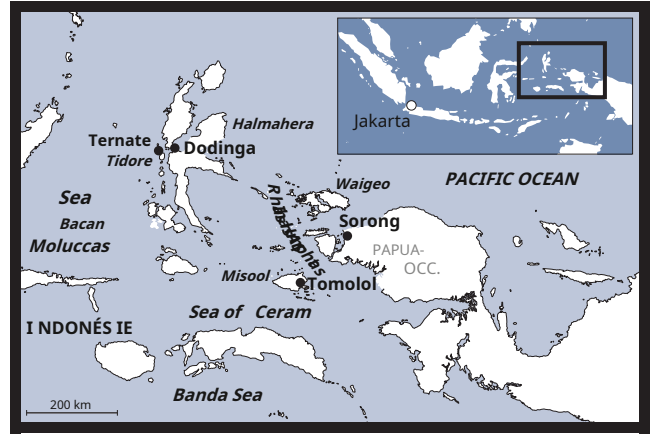 Jakarta
Halmahera
Ternate
Dodinga
Tidore
Waigeo
PACIFIC OCEAN
Sea
Bacan
Moluccas
Sorong
PAPUA-
OCC.
Misool
Tomolol
Sea of Ceram
I NDONÉS IE
Banda Sea
200 km